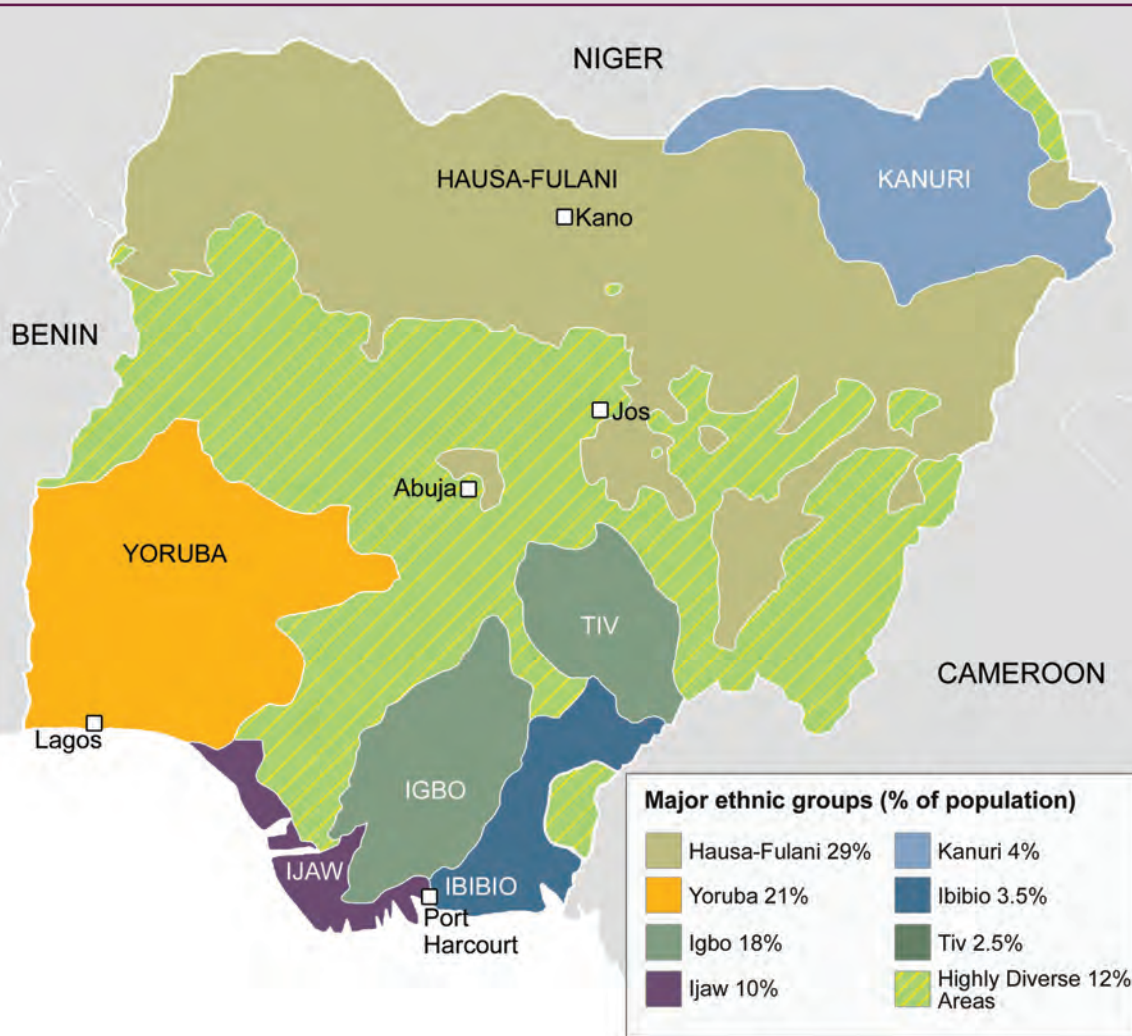 NIGER
HAUSA-FULANI
KANURI
Kano
BENIN
Jos
Abuja
YORUBA
TIV
CAMEROON
Lagos
IGBO
IJAW
IBIBIO
Port
Harcourt
Major ethnic groups (% of population)
Hausa-Fulani 29%
Yoruba 21%
Igbo 18%
Ijaw 10%
Kanuri 4%
Ibibio 3.5%
Tiv 2.5%
Highly Diverse 12%
Areas